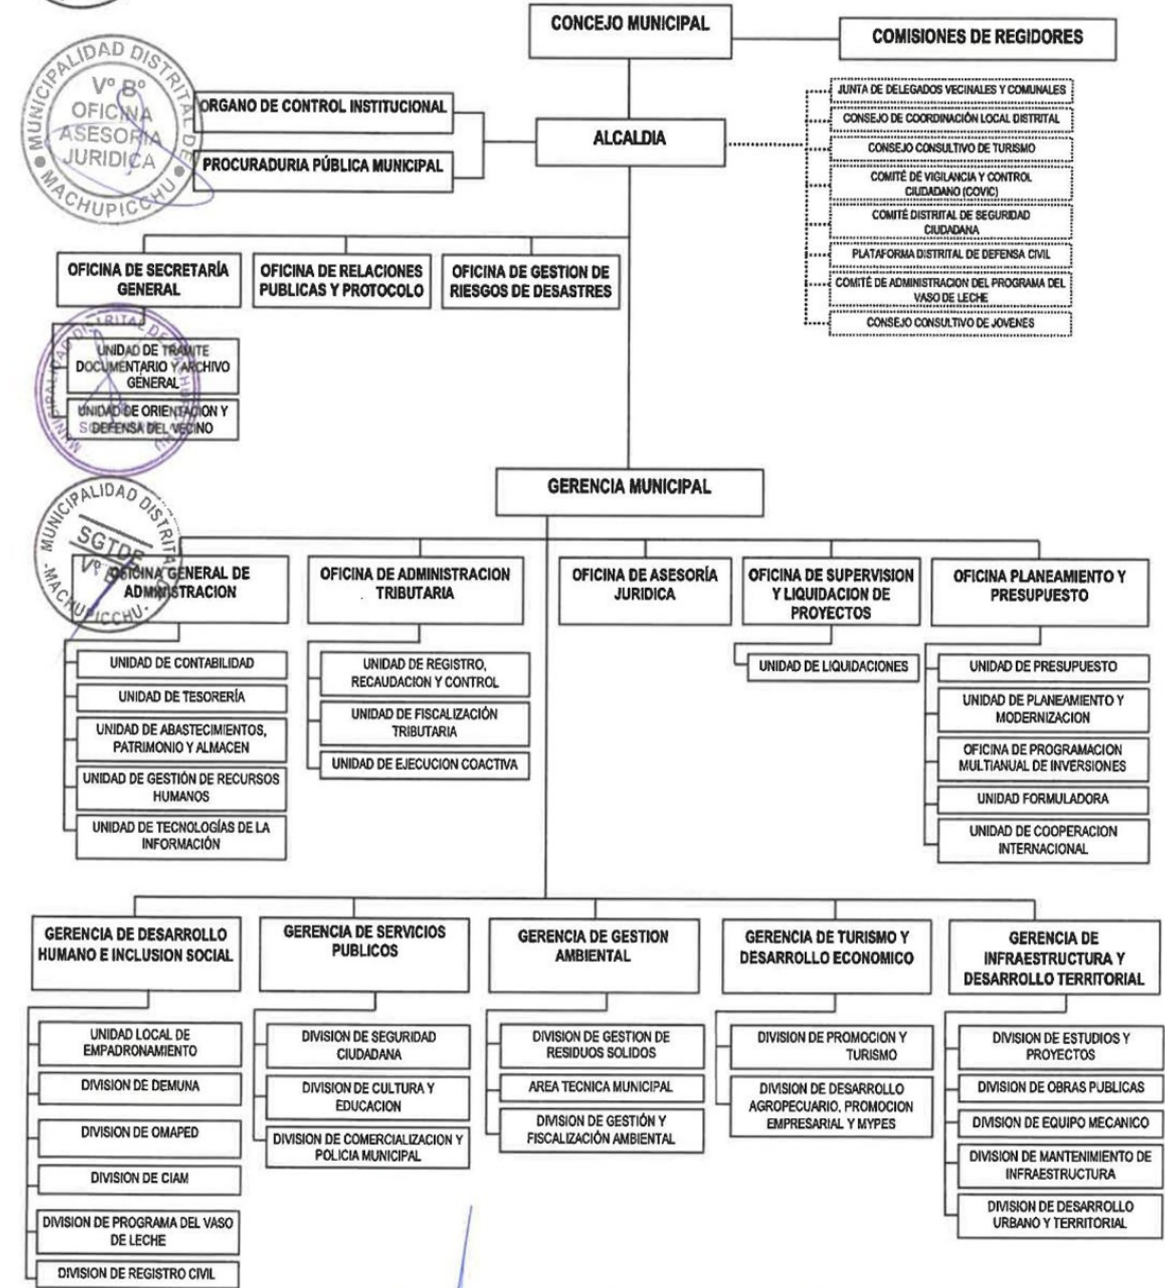 CONCEJO MUNICIPAL
COMISIONES DE REGIDORES
MUNICIPALIDAD DISTRITAL DE
MACHUPICCHU
Vº Bº
OFICINA
ASESORIA
JURIDICA
ORGANO DE CONTROL INSTITUCIONAL
PROCURADURIA PÚBLICA MUNICIPAL
ALCALDIA
JUNTA DE DELEGADOS VECINALES Y COMUNALES
CONSEJO DE COORDINACIÓN LOCAL DISTRITAL
CONSEJO CONSULTIVO DE TURISMO
COMITÉ DE VIGILANCIA Y CONTROL
CIUDADANO (COVIC)
COMITÉ DISTRITAL DE SEGURIDAD
CIUDADANA
PLATAFORMA DISTRITAL DE DEFENSA CIVIL
COMITÉ DE ADMINISTRACION DEL PROGRAMA DEL
VASO DE LECHE
CONSEJO CONSULTIVO DE JOVENES
OFICINA DE SECRETARÍA
GENERAL
OFICINA DE RELACIONES
PUBLICAS Y PROTOCOLO
OFICINA DE GESTION DE
RIESGOS DE DESASTRES
UNIDAD DE TRAMITE
DOCUMENTARIO Y ARCHIVO
GENERAL
UNIDAD DE ORIENTACION Y
DEFENSA DEL VECINO
GERENCIA MUNICIPAL
MUNICIPALIDAD DISTRITAL
MACHUPICCHU
SGTDE
Vº
OFICINA GENERAL DE
ADMINISTRACION
UNIDAD DE CONTABILIDAD
UNIDAD DE TESORERÍA
UNIDAD DE ABASTECIMIENTOS,
PATRIMONIO Y ALMACEN
UNIDAD DE GESTIÓN DE RECURSOS
HUMANOS
UNIDAD DE TECNOLOGÍAS DE LA
INFORMACIÓN
OFICINA DE ADMINISTRACION
TRIBUTARIA
UNIDAD DE REGISTRO,
RECAUDACION Y CONTROL
UNIDAD DE FISCALIZACIÓN
TRIBUTARIA
UNIDAD DE EJECUCION COACTIVA
OFICINA DE ASESORÍA
JURIDICA
OFICINA DE SUPERVISION
Y LIQUIDACION DE
PROYECTOS
UNIDAD DE LIQUIDACIONES
OFICINA PLANEAMIENTO Y
PRESUPUESTO
UNIDAD DE PRESUPUESTO
UNIDAD DE PLANEAMIENTO Y
MODERNIZACION
OFICINA DE PROGRAMACION
MULTIANUAL DE INVERSIONES
UNIDAD FORMULADORA
UNIDAD DE COOPERACION
INTERNACIONAL
GERENCIA DE DESARROLLO
HUMANO E INCLUSION SOCIAL
UNIDAD LOCAL DE
EMPADRONAMIENTO
DIVISION DE DEMUNA
DIVISION DE OMAPED
DIVISION DE CIAM
DIVISION DE PROGRAMA DEL VASO
DE LECHE
DIVISION DE REGISTRO CIVIL
GERENCIA DE SERVICIOS
PUBLICOS
DIVISION DE SEGURIDAD
CIUDADANA
DIVISION DE CULTURA Y
EDUCACION
DIVISION DE COMERCIALIZACION Y
POLICIA MUNICIPAL
GERENCIA DE GESTION
AMBIENTAL
DIVISION DE GESTION DE
RESIDUOS SOLIDOS
AREA TECNICA MUNICIPAL
DIVISION DE GESTIÓN Y
FISCALIZACIÓN AMBIENTAL
GERENCIA DE TURISMO Y
DESARROLLO ECONOMICO
DIVISION DE PROMOCION Y
TURISMO
DIVISION DE DESARROLLO
AGROPECUARIO, PROMOCION
EMPRESARIAL Y MYPES
GERENCIA DE
INFRAESTRUCTURA Y
DESARROLLO TERRITORIAL
DIVISION DE ESTUDIOS Y
PROYECTOS
DIVISION DE OBRAS PUBLICAS
DIVISION DE EQUIPO MECANICO
DIVISION DE MANTENIMIENTO DE
INFRAESTRUCTURA
DIVISION DE DESARROLLO
URBANO Y TERRITORIAL